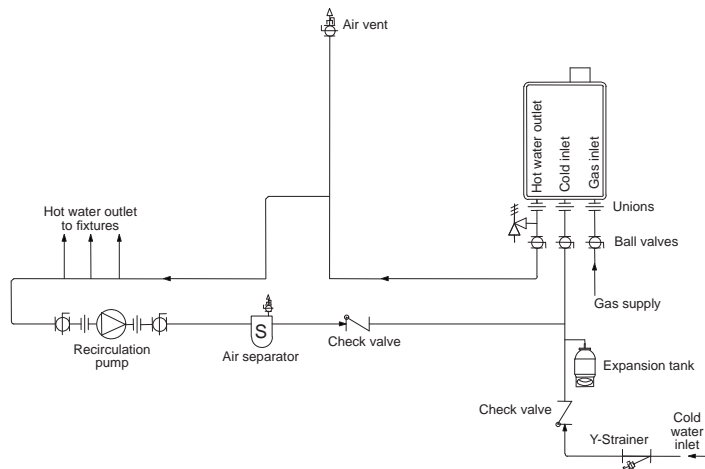 Air vent
Hot water outlet
Cold inlet
Gas inlet
Unions
Hot water outlet
to fixtures
Ball valves
Gas supply
S
Recirculation
pump
Air separator
Check valve
Expansion tank
Check valve
Y-Strainer
Cold
water
inlet